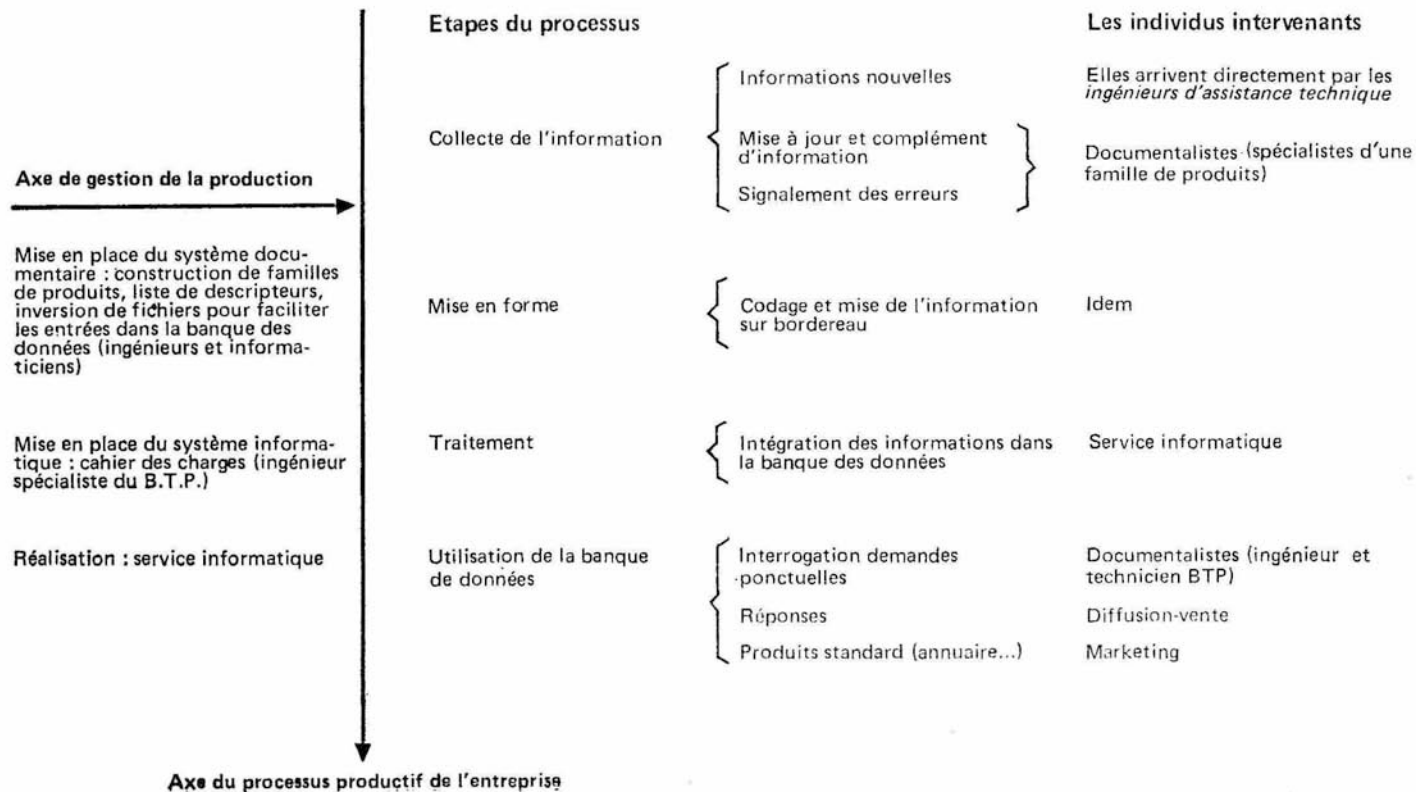 Etapes du processus
Les individus intervenants
Informations nouvelles
Elles arrivent directement par les
ingénieurs d'assistance technique
Collecte de l'information
Mise à jour et complément
d'information
Signalement des erreurs
Documentalistes (spécialistes d'une
famille de produits)
Axe de gestion de la production
Mise en place du système docu-
mentaire : construction de familles
de produits, liste de descripteurs,
inversion de fichiers pour faciliter
les entrées dans la banque des
données (ingénieurs et informa-
ticiens)
Mise en forme
Codage et mise de l'information
sur bordereau
Idem
Mise en place du système informa-
tique : cahier des charges (ingénieur
spécialiste du B.T.P.)
Traitement
Intégration des informations dans
la banque des données
Service informatique
Réalisation : service informatique
Utilisation de la banque
de données
Interrogation demandes
ponctuelles
Documentalistes (ingénieur et
technicien BTP)
Réponses
Diffusion-vente
Produits standard (annuaire...)
Marketing
Axe du processus productif de l'entreprise